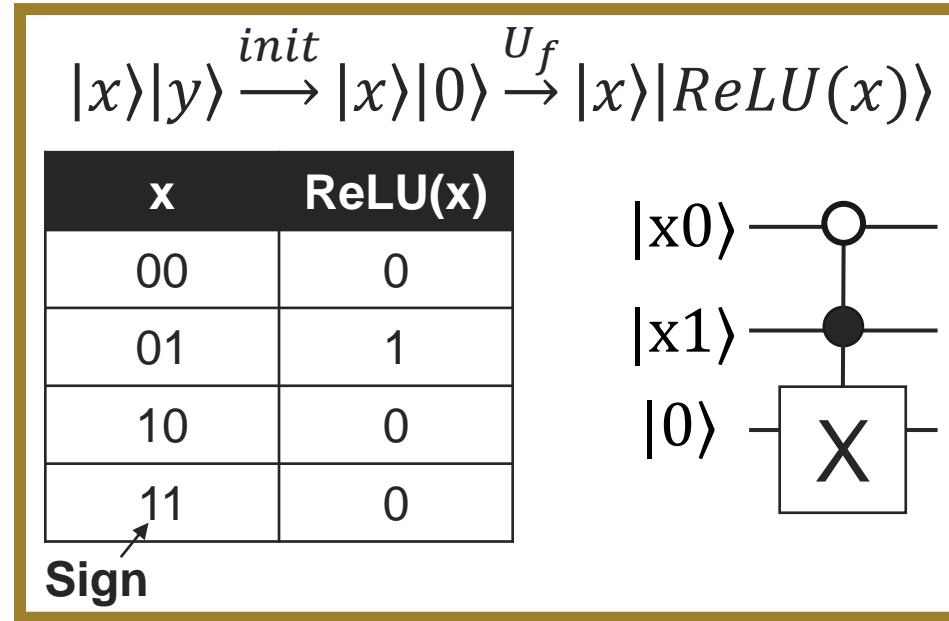 |x⟩|y⟩ init→ |x⟩|0⟩ U_f→ |x⟩|ReLU(x)⟩
x ReLU(x)
00 0
01 1
10 0
11 0
Sign
|x0⟩
|x1⟩
|0⟩ X